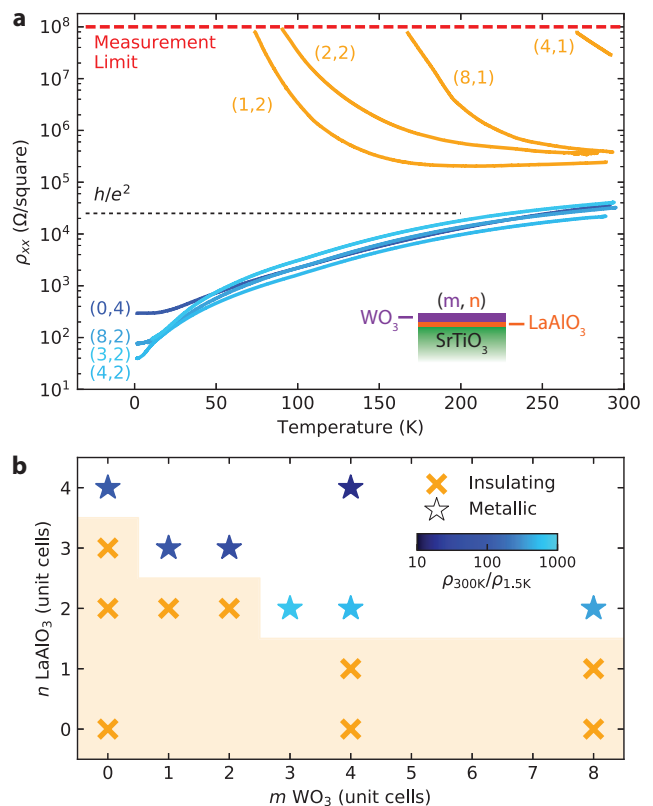 a
10⁸
10⁷
10⁶
10⁵
10⁴
10³
10²
10¹
ρxx (Ω/square)
Measurement
Limit
(1,2)
(2,2)
(8,1)
(4,1)
h/e²
(0,4)
(8,2)
(3,2)
(4,2)
(m, n)
WO₃
LaAlO₃
SrTiO₃
0 50 100 150 200 250 300
Temperature (K)
b
4
3
2
1
0
n LaAlO₃ (unit cells)
Insulating
Metallic
10 100 1000
ρ300K/ρ1.5K
0 1 2 3 4 5 6 7 8
m WO₃ (unit cells)